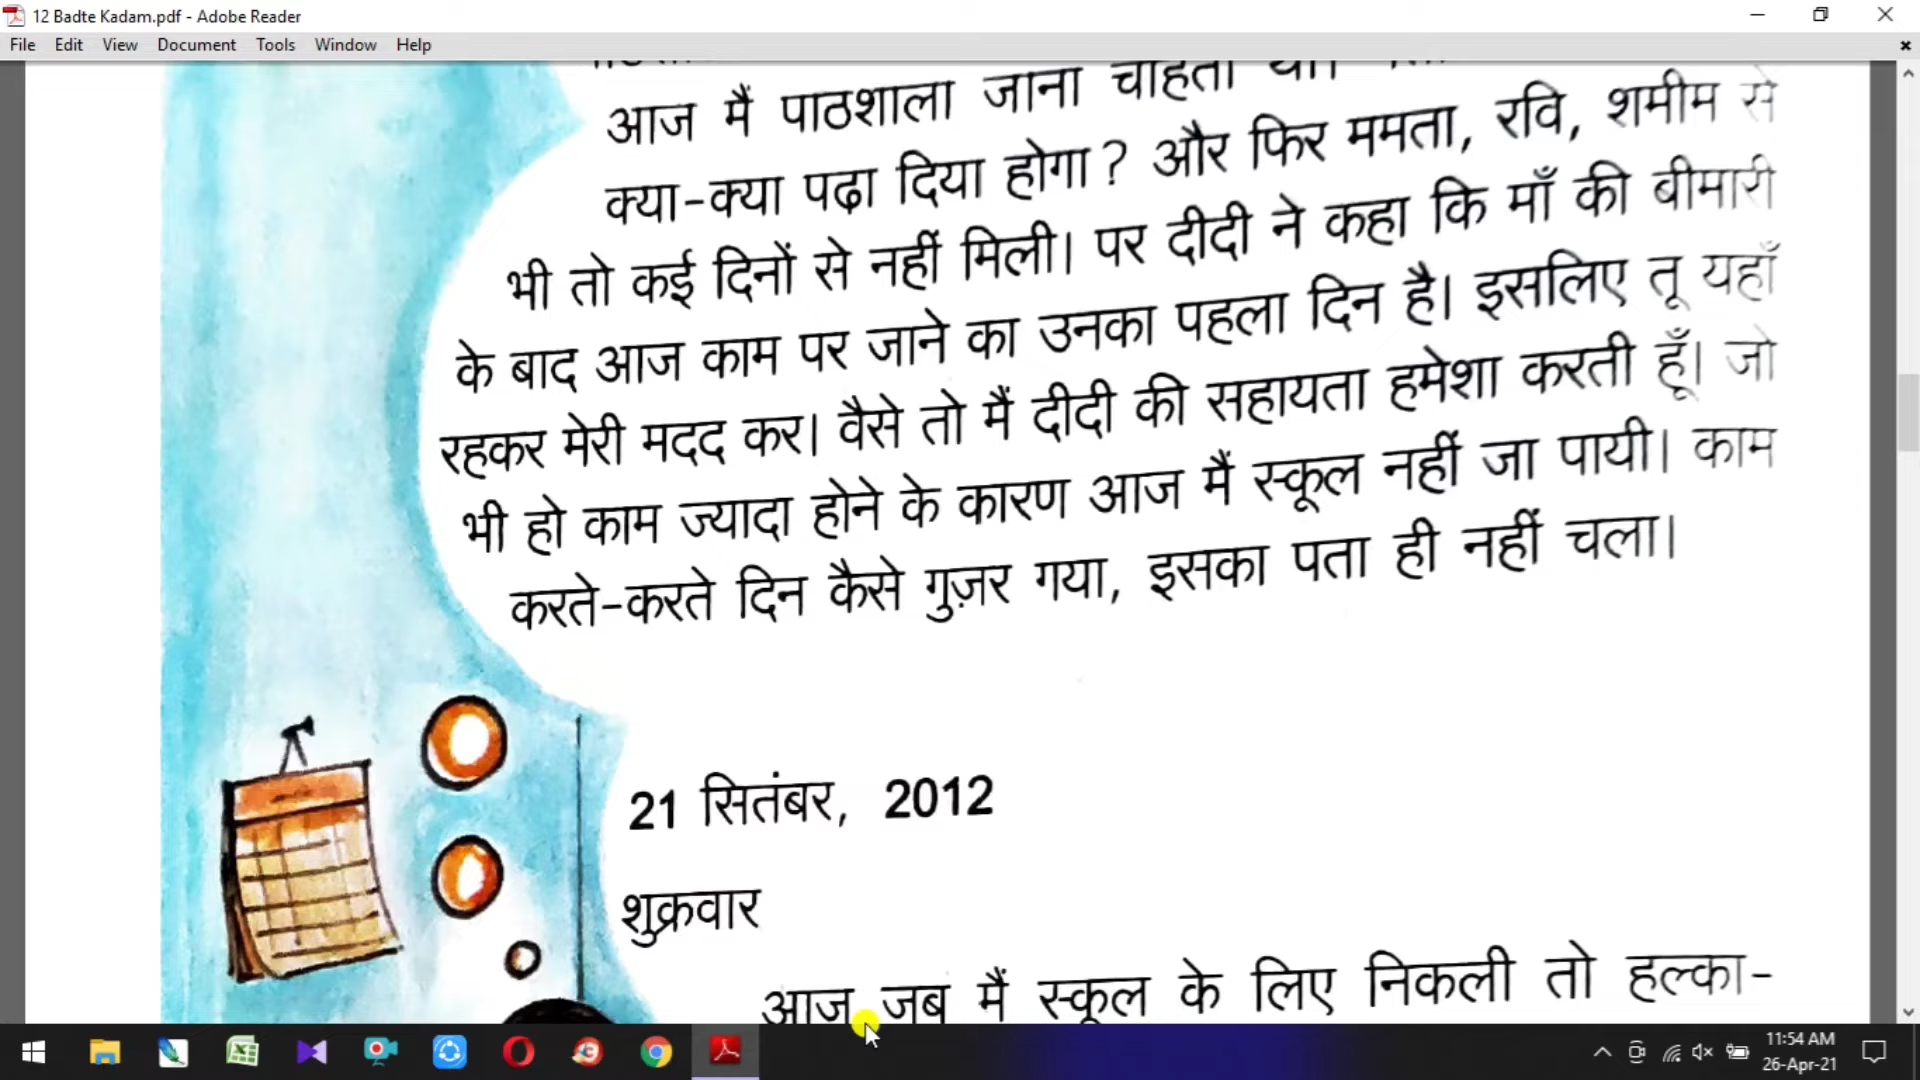 12 Badte Kadam.pdf - Adobe Reader
File Edit View Document Tools Window Help
आज मैं पाठशाला जाना चाहती थी।
क्या-क्या पढ़ा दिया होगा? और फिर ममता, रवि, शमीम से
भी तो कई दिनों से नहीं मिली। पर दीदी ने कहा कि माँ की बीमारी
के बाद आज काम पर जाने का उनका पहला दिन है। इसलिए तू यहाँ
रहकर मेरी मदद कर। वैसे तो मैं दीदी की सहायता हमेशा करती हूँ। जो
भी हो काम ज्यादा होने के कारण आज मैं स्कूल नहीं जा पायी। काम
करते-करते दिन कैसे गुज़र गया, इसका पता ही नहीं चला।
21 सितंबर, 2012
शुक्रवार
आज जब मैं स्कूल के लिए निकली तो हल्का-
11:54 AM
26-Apr-21